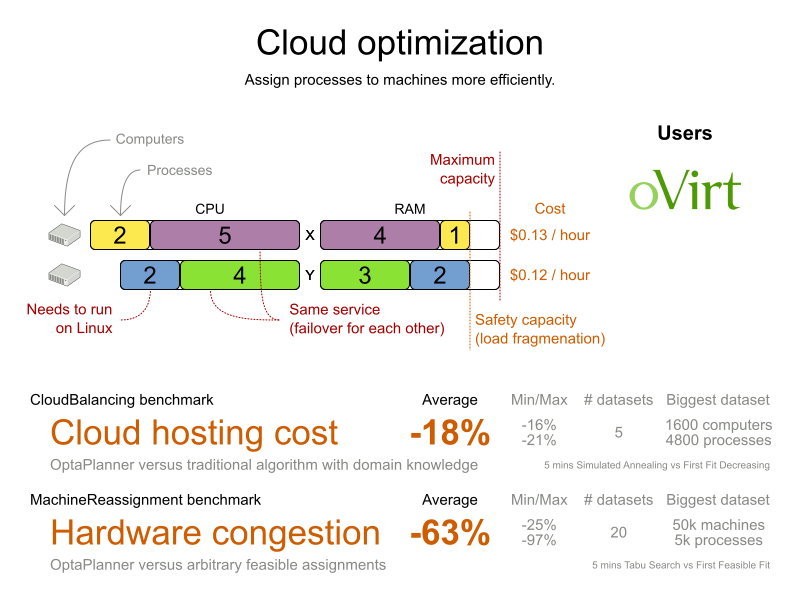 Cloud optimization
Assign processes to machines more efficiently.
Computers
Processes
Users
oVirt
Maximum
capacity
CPU
RAM
Cost
2
5
X
4
1
$0.13 / hour
2
4
Y
3
2
$0.12 / hour
Needs to run
on Linux
Same service
(failover for each other)
Safety capacity
(load fragmenation)
CloudBalancing benchmark
Average
Min/Max
# datasets
Biggest dataset
Cloud hosting cost
-18%
-16%
-21%
5
1600 computers
4800 processes
OptaPlanner versus traditional algorithm with domain knowledge
5 mins Simulated Annealing vs First Fit Decreasing
MachineReassignment benchmark
Average
Min/Max
# datasets
Biggest dataset
Hardware congestion
-63%
-25%
-97%
20
50k machines
5k processes
OptaPlanner versus arbitrary feasible assignments
5 mins Tabu Search vs First Feasible Fit